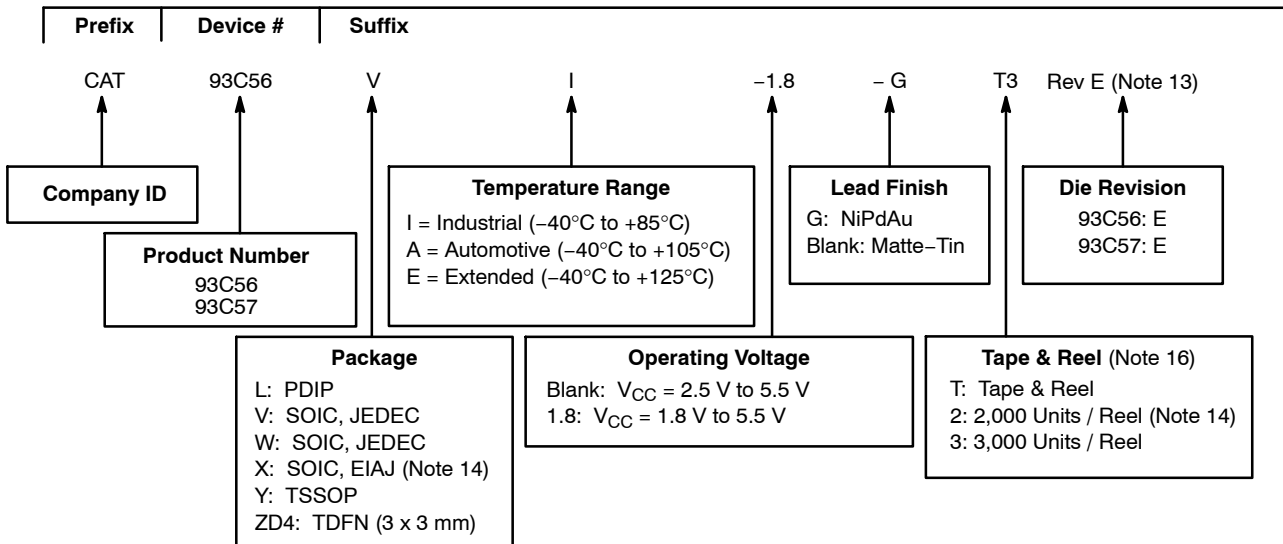 Prefix Device # Suffix
CAT 93C56 V I −1.8 − G T3 Rev E (Note 13)
Company ID
Product Number
93C56
93C57
Temperature Range
I = Industrial (−40°C to +85°C)
A = Automotive (−40°C to +105°C)
E = Extended (−40°C to +125°C)
Lead Finish
G: NiPdAu
Blank: Matte−Tin
Die Revision
93C56: E
93C57: E
Package
L: PDIP
V: SOIC, JEDEC
W: SOIC, JEDEC
X: SOIC, EIAJ (Note 14)
Y: TSSOP
ZD4: TDFN (3 x 3 mm)
Operating Voltage
Blank: VCC = 2.5 V to 5.5 V
1.8: VCC = 1.8 V to 5.5 V
Tape & Reel (Note 16)
T: Tape & Reel
2: 2,000 Units / Reel (Note 14)
3: 3,000 Units / Reel